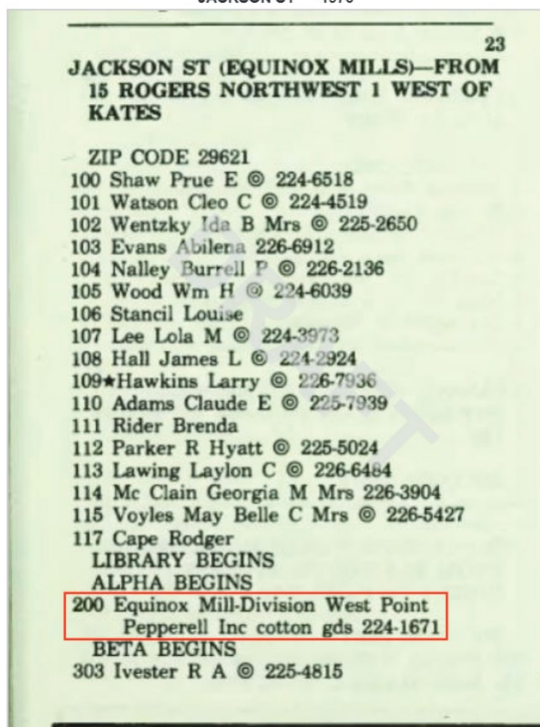 23
JACKSON ST (EQUINOX MILLS)—FROM
15 ROGERS NORTHWEST 1 WEST OF
KATES
ZIP CODE 29621
100 Shaw Prue E © 224-6518
101 Watson Cleo C © 224-4519
102 Wentzky Ida B Mrs © 225-2650
103 Evans Abilena 226-6912
104 Nalley Burrell P © 226-2136
105 Wood Wm H © 224-6039
106 Stancil Louise
107 Lee Lola M © 224-3973
108 Hall James L © 224-2924
109★Hawkins Larry © 226-7936
110 Adams Claude E © 225-7939
111 Rider Brenda
112 Parker R Hyatt © 225-5024
113 Lawing Laylon C © 226-6484
114 Mc Clain Georgia M Mrs 226-3904
115 Voyles May Belle C Mrs © 226-5427
117 Cape Rodger
LIBRARY BEGINS
ALPHA BEGINS
200 Equinox Mill-Division West Point
Pepperell Inc cotton gds 224-1671
BETA BEGINS
303 Ivester R A © 225-4815